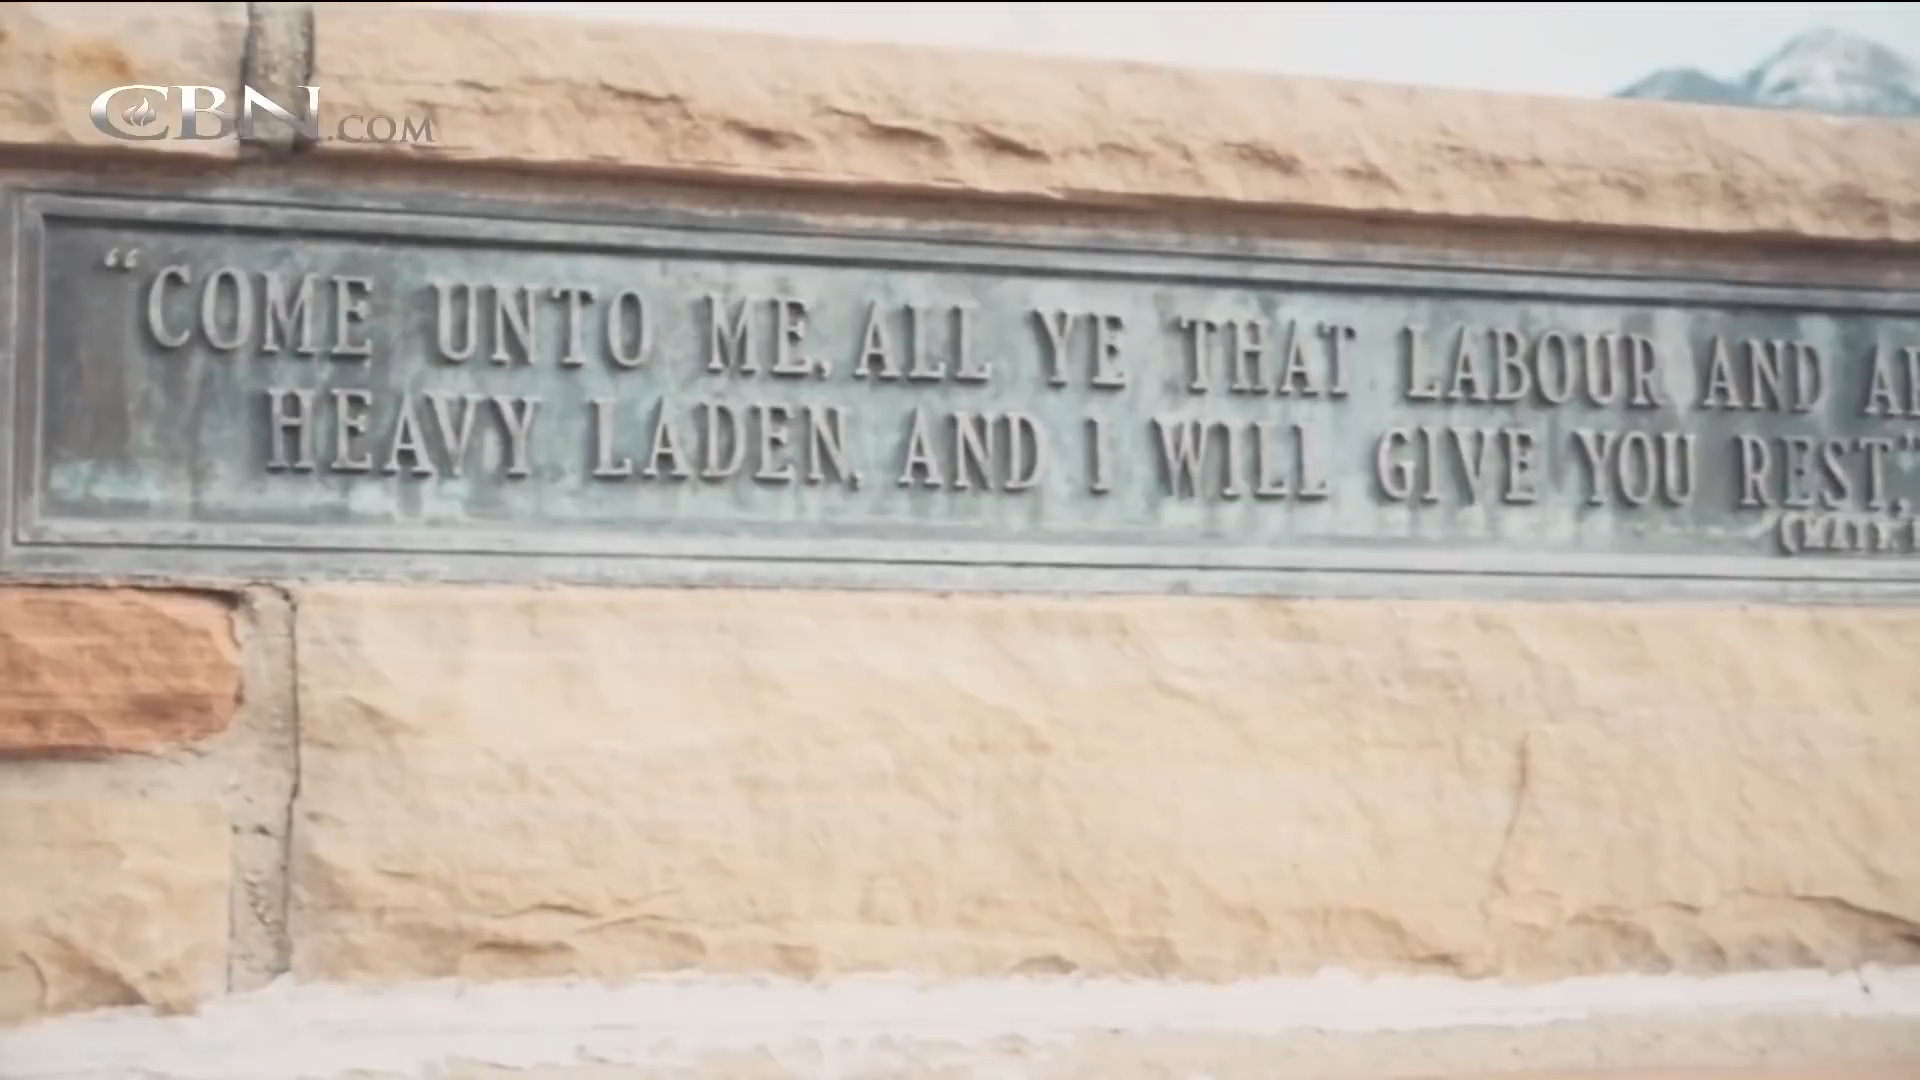 CBN.COM
“COME UNTO ME, ALL YE THAT LABOUR AND
HEAVY LADEN, AND I WILL GIVE YOU REST.”